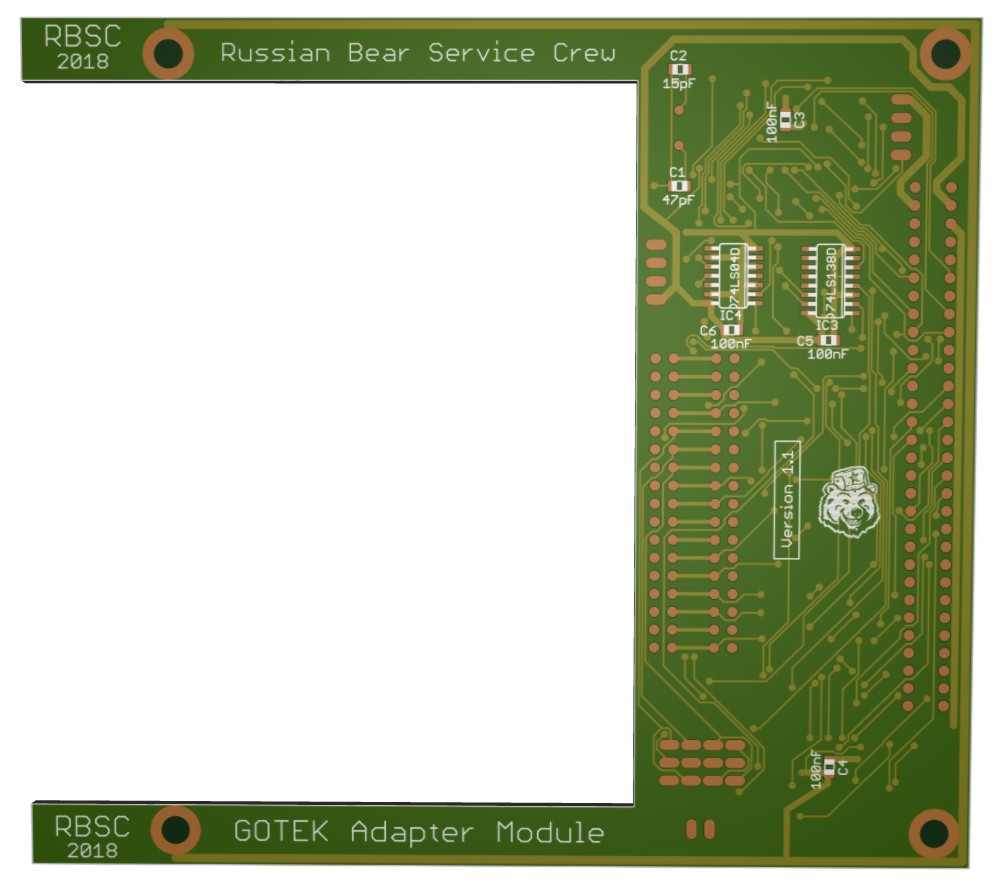 RBSC
2018
Russian Bear Service Crew
C2
15pF
100nF
C3
C1
47pF
74LS04D
74LS138D
IC4
IC3
C6
100nF
C5
100nF
Version 1.1
100nF
C4
RBSC
2018
GOTEK Adapter Module